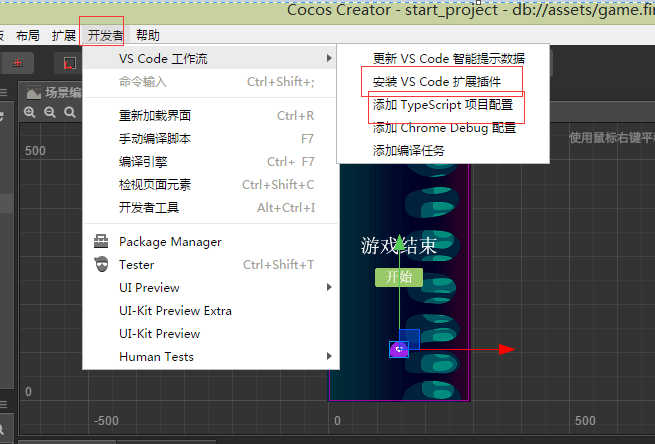 Cocos Creator - start_project - db://assets/game.fi
布局 扩展 开发者 帮助
VS Code 工作流
命令输入 Ctrl+Shift+;
重新加载界面 Ctrl+R
手动编译脚本 F7
编译引擎 Ctrl+ F7
检视页面元素 Ctrl+Shift+C
开发者工具 Alt+Ctrl+I
Package Manager
Tester Ctrl+Shift+T
UI Preview
UI-Kit Preview Extra
UI-Kit Preview
Human Tests
更新 VS Code 智能提示数据
安装 VS Code 扩展插件
添加 TypeScript 项目配置
添加 Chrome Debug 配置
添加编译任务
场景编
使用鼠标右键平
500
游戏结束
开始
0
-500 0 500